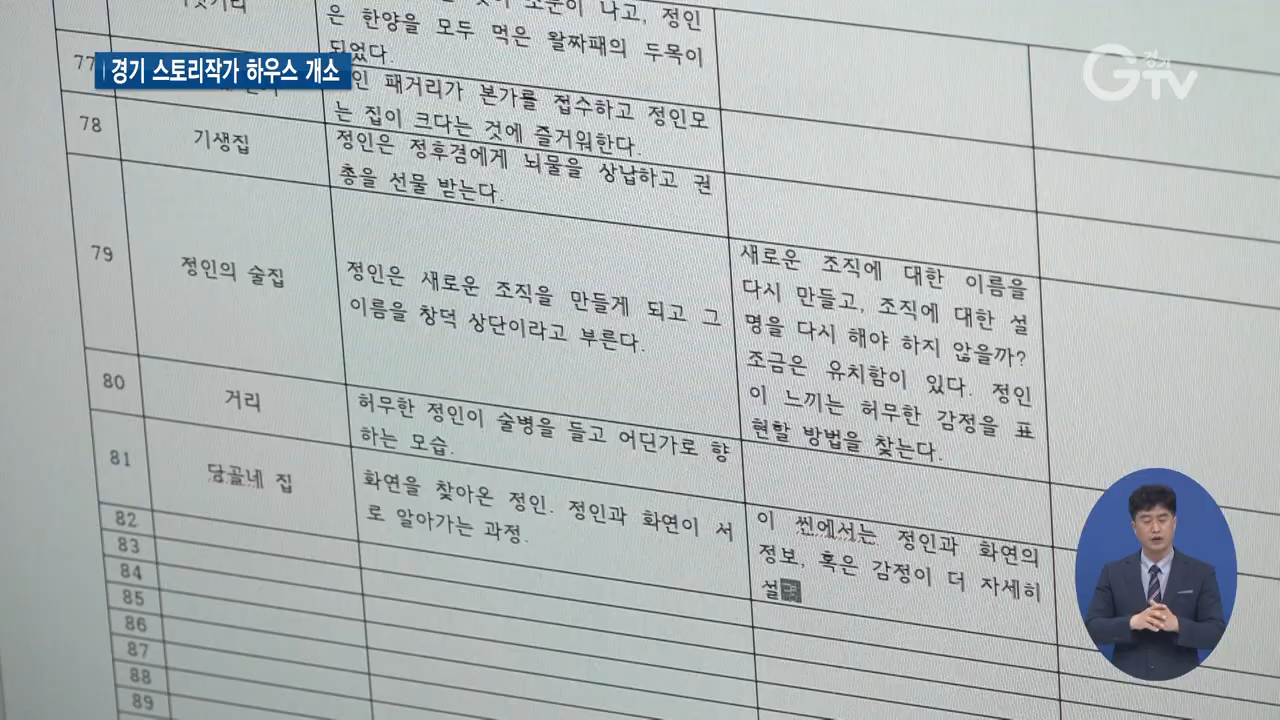 소문이 나고, 정인
은 한양을 모두 먹은 왈짜패의 두목이
되었다.
77
경기 스토리작가 하우스 개소
경기
GTV
패거리가 본가를 접수하고 정인모
는 집이 크다는 것에 즐거워한다.
78
기생집
정인은 정후겸에게 뇌물을 상납하고 권
총을 선물 받는다.
79
정인의 술집
정인은 새로운 조직을 만들게 되고 그
이름을 창덕 상단이라고 부른다.
새로운 조직에 대한 이름을
다시 만들고, 조직에 대한 설
명을 다시 해야 하지 않을까?
조금은 유치함이 있다. 정인
이 느끼는 허무한 감정을 표
현할 방법을 찾는다.
80
거리
허무한 정인이 술병을 들고 어딘가로 향
하는 모습.
81
당골네 집
화연을 찾아온 정인. 정인과 화연이 서
로 알아가는 과정.
이 씬에서는 정인과 화연의
정보, 혹은 감정이 더 자세히
82
83
84
85
86
87
88
89